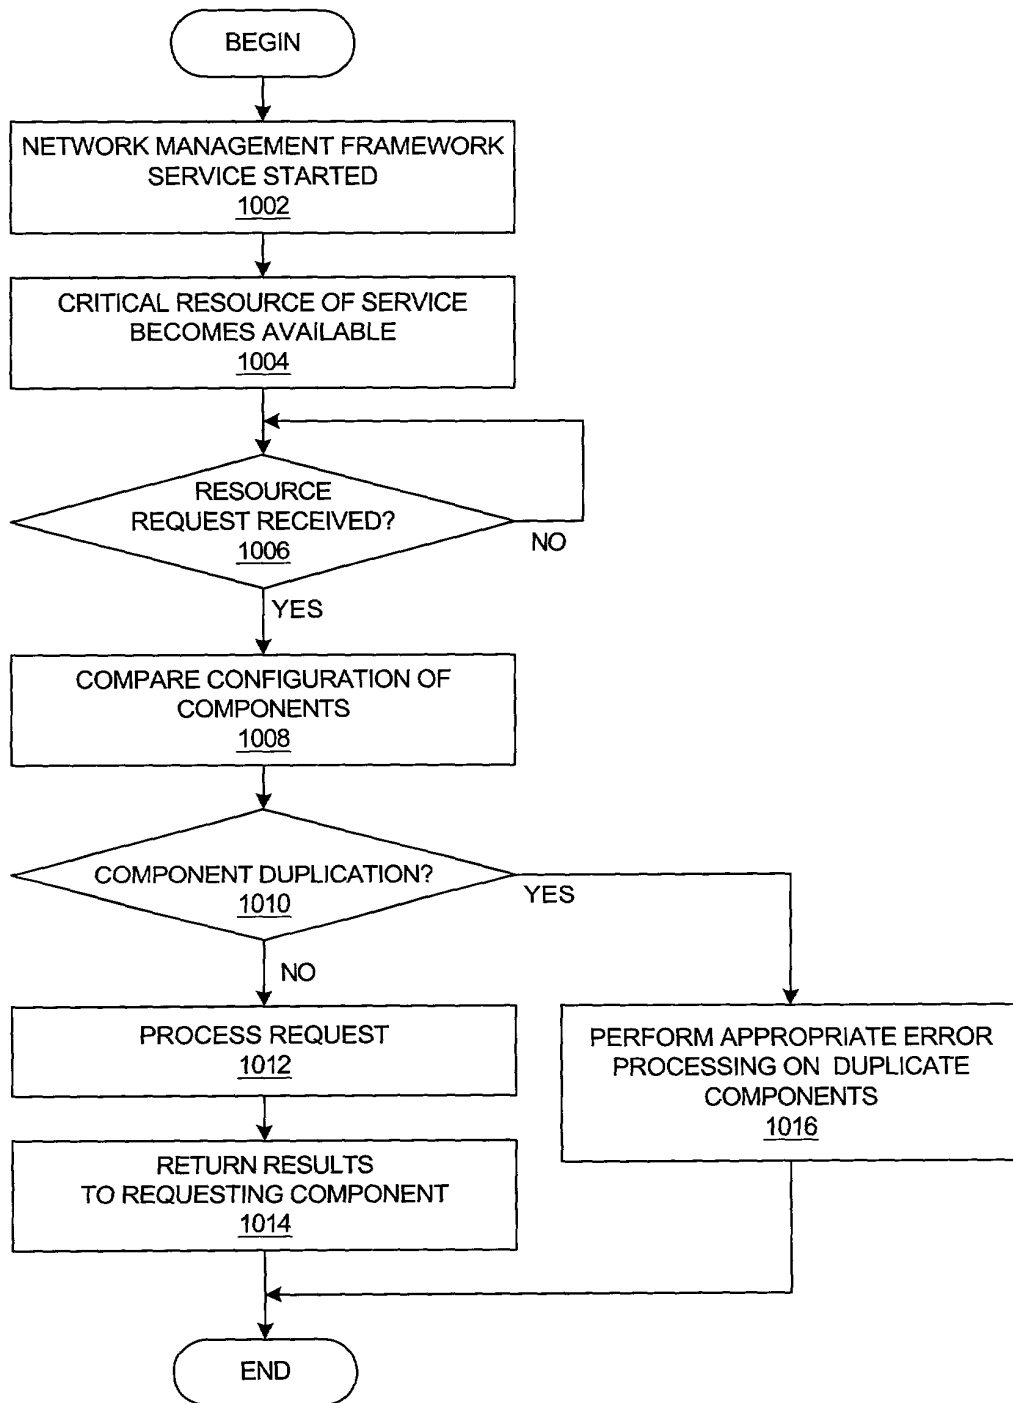 BEGIN
NETWORK MANAGEMENT FRAMEWORK
SERVICE STARTED
1002
CRITICAL RESOURCE OF SERVICE
BECOMES AVAILABLE
1004
RESOURCE
REQUEST RECEIVED?
1006
NO
YES
COMPARE CONFIGURATION OF
COMPONENTS
1008
COMPONENT DUPLICATION?
1010
YES
NO
PROCESS REQUEST
1012
PERFORM APPROPRIATE ERROR
PROCESSING ON DUPLICATE
COMPONENTS
1016
RETURN RESULTS
TO REQUESTING COMPONENT
1014
END